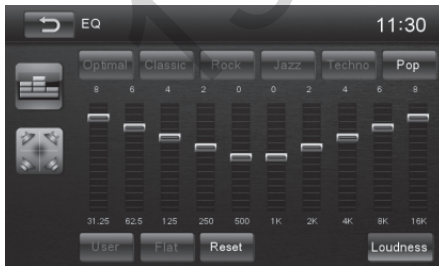 EQ 11:30
Optimal Classic Rock Jazz Techno Pop
8 6 4 2 0 0 2 4 6 8
31.25 62.5 125 250 500 1K 2K 4K 8K 16K
User Flat Reset Loudness